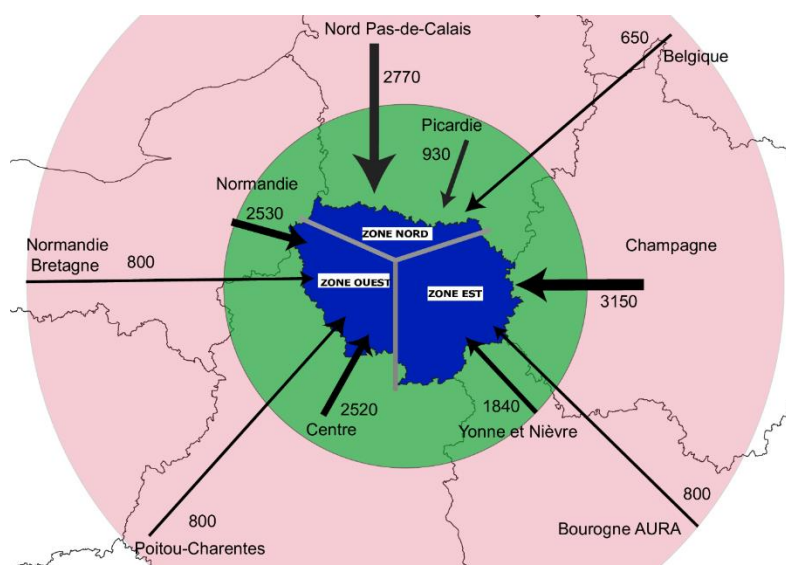 Nord Pas-de-Calais
650
Belgique
2770
Picardie
930
Normandie
2530
ZONE NORD
Normandie
Bretagne
800
Champagne
ZONE OUEST
ZONE EST
3150
2520
Centre
1840
Yonne et Nièvre
800
Poitou-Charentes
800
Bourogne AURA